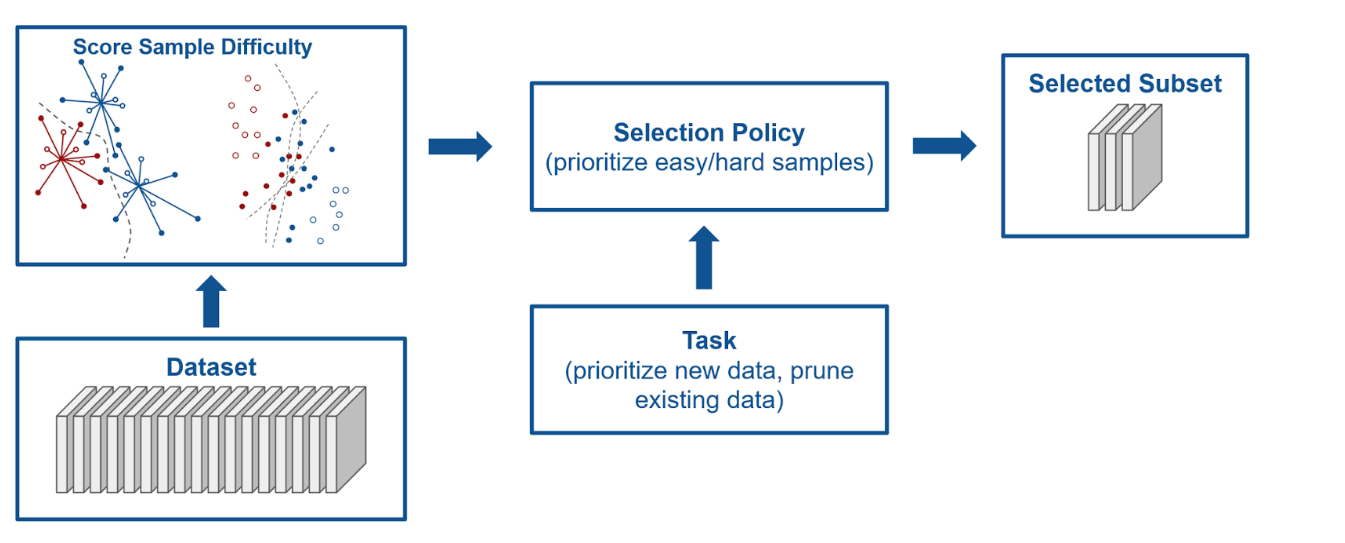 Score Sample Difficulty
Selection Policy
(prioritize easy/hard samples)
Selected Subset
Dataset
Task
(prioritize new data, prune
existing data)